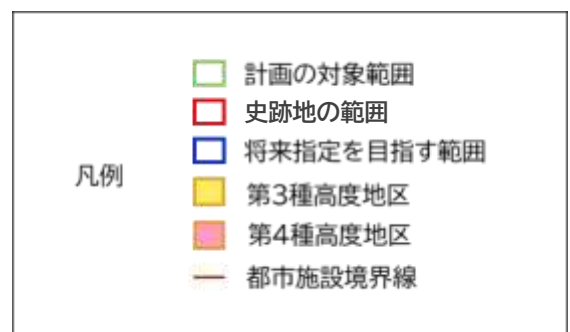 凡例
計画の対象範囲
史跡地の範囲
将来指定を目指す範囲
第3種高度地区
第4種高度地区
都市施設境界線